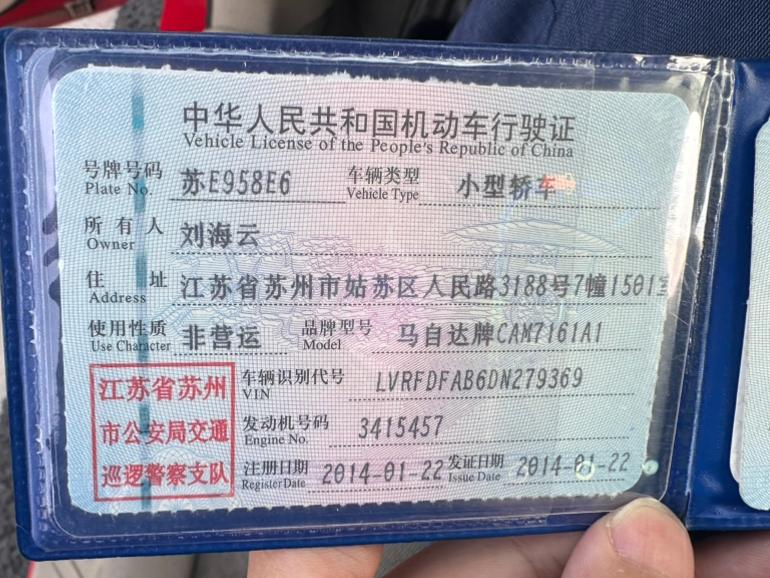 中华人民共和国机动车行驶证
Vehicle License of the People's Republic of China
号牌号码 苏E958E6 车辆类型 小型轿车
Plate No. Vehicle Type
所有人 刘海云
Owner
住址 江苏省苏州市姑苏区人民路3188号7幢1501室
Address
使用性质 非营运 品牌型号 马自达牌CAM7161A1
Use Character Model
江苏省苏州
市公安局交通
巡逻警察支队
车辆识别代号 LVRFDFAB6DN279369
VIN
发动机号码 3415457
Engine No.
注册日期 2014-01-22 发证日期 2014-01-22
Register Date Issue Date